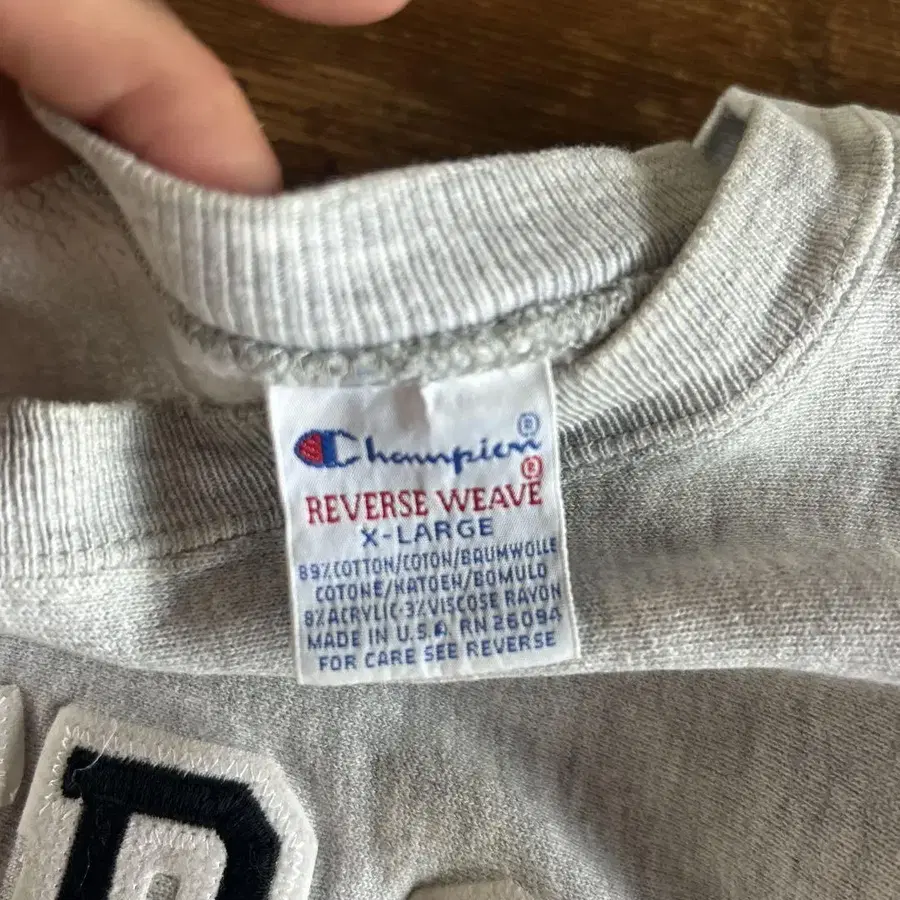 Champion®
REVERSE WEAVE®
X-LARGE
89%COTTON/COTON/BAUMWOLLE
COTONE/KATOEN/BOMULD
8%ACRYLIC·3%VISCOSE RAYON
MADE IN U.S.A. RN 26094
FOR CARE SEE REVERSE